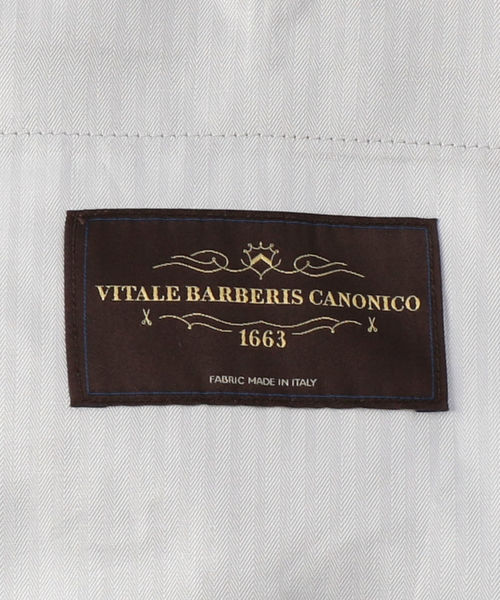 VITALE BARBERIS CANONICO
1663
FABRIC MADE IN ITALY